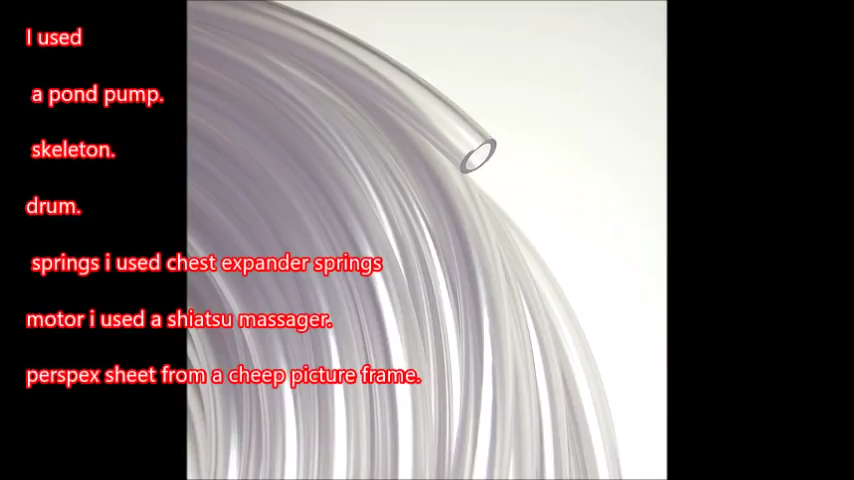 I used
a pond pump.
skeleton.
drum.
springs i used chest expander springs
motor i used a shiatsu massager.
perspex sheet from a cheep picture frame.